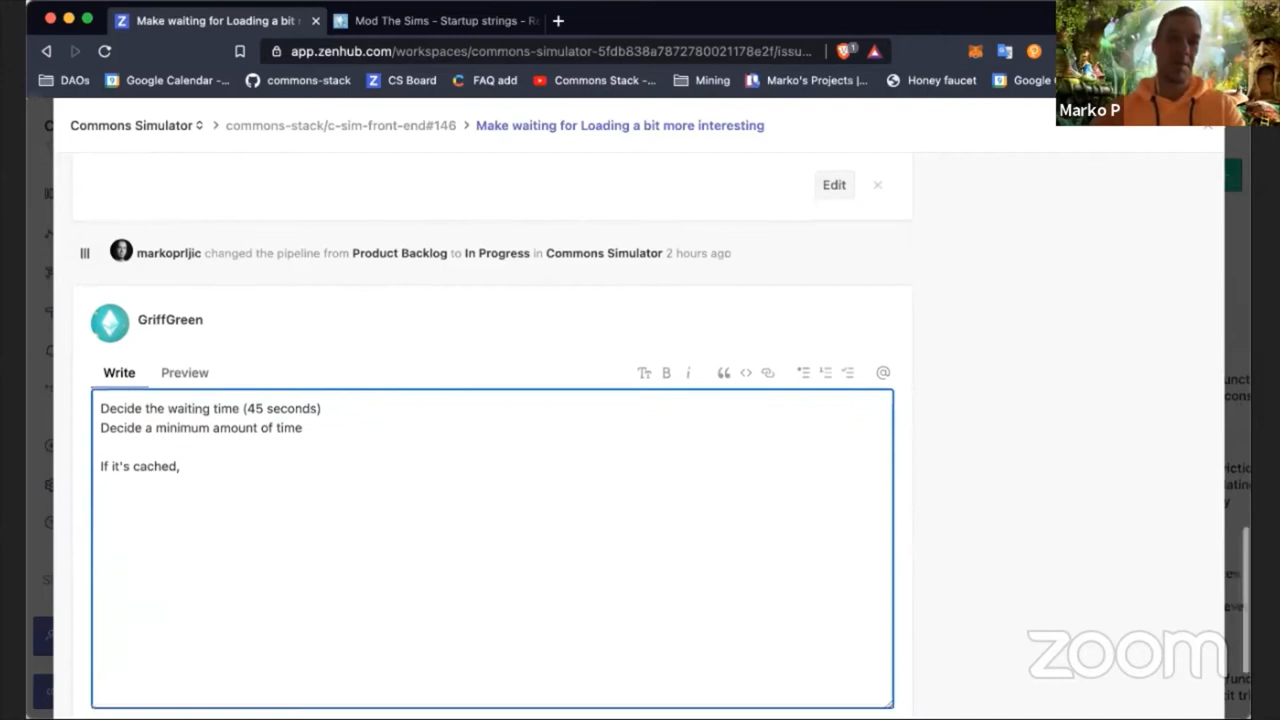 Make waiting for Loading a bit
Mod The Sims - Startup strings - R
app.zenhub.com/workspaces/commons-simulator-5fdb838a7872780021178e2f/issu...
1
DAOs
Google Calendar -...
commons-stack
CS Board
FAQ add
Commons Stack -...
Mining
Marko's Projects |...
Honey faucet
Google
Marko P
Commons Simulator > commons-stack/c-sim-front-end#146 > Make waiting for Loading a bit more interesting
Edit
markoprljic changed the pipeline from Product Backlog to In Progress in Commons Simulator 2 hours ago
GriffGreen
Write Preview
Decide the waiting time (45 seconds)
Decide a minimum amount of time
If it's cached,
zoom